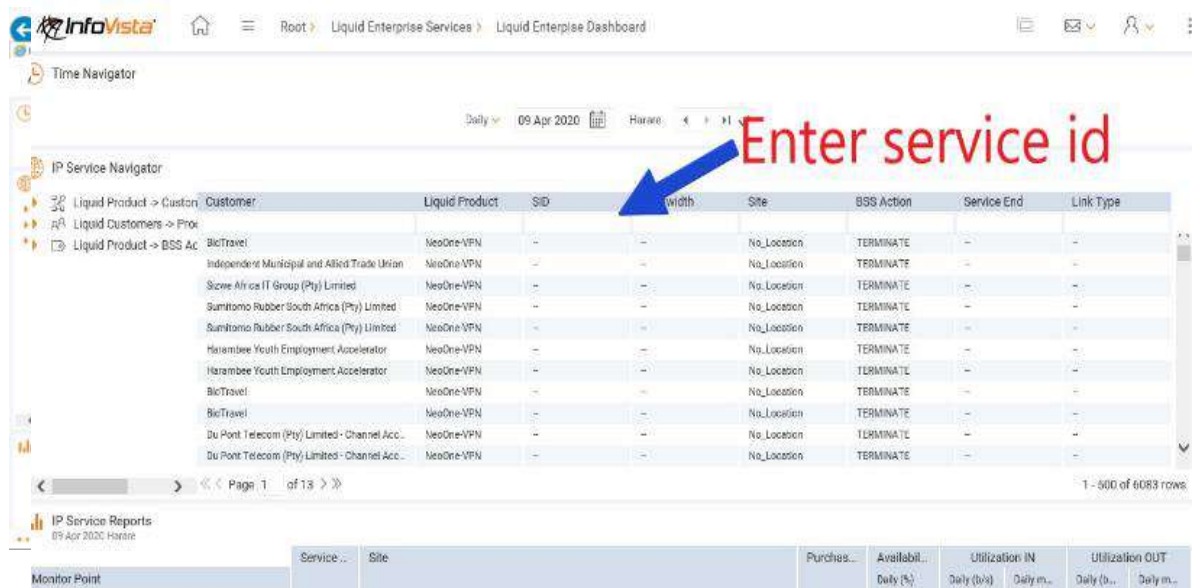 InfoVista Root > Liquid Enterprise Services > Liquid Enterpise Dashboard
Time Navigator
Daily 09 Apr 2020 Harare
Enter service id
IP Service Navigator
Liquid Product -> Custon
Liquid Customers -> Pro
Liquid Product -> BSS Ac
Customer Liquid Product SID width Site BSS Action Service End Link Type
BidTravel NeoOne-VPN -- -- No_Location TERMINATE -- --
Independent Municipal and Allied Trade Union NeoOne-VPN -- -- No_Location TERMINATE -- --
Sizwe Africa IT Group (Pty) Limited NeoOne-VPN -- -- No_Location TERMINATE -- --
Sumitomo Rubber South Africa (Pty) Limited NeoOne-VPN -- -- No_Location TERMINATE -- --
Sumitomo Rubber South Africa (Pty) Limited NeoOne-VPN -- -- No_Location TERMINATE -- --
Harambee Youth Employment Accelerator NeoOne-VPN -- -- No_Location TERMINATE -- --
Harambee Youth Employment Accelerator NeoOne-VPN -- -- No_Location TERMINATE -- --
BidTravel NeoOne-VPN -- -- No_Location TERMINATE -- --
BidTravel NeoOne-VPN -- -- No_Location TERMINATE -- --
Du Pont Telecom (Pty) Limited - Channel Acc... NeoOne-VPN -- -- No_Location TERMINATE -- --
Du Pont Telecom (Pty) Limited - Channel Acc... NeoOne-VPN -- -- No_Location TERMINATE -- --
Page 1 of 13 1 - 500 of 6083 rows
IP Service Reports
09 Apr 2020 Harare
Service ... Site Purchas... Availabil... Utilization IN Utilization OUT
Monitor Point Daily (%) Daily (b/s) Daily m... Daily (b... Daily m...